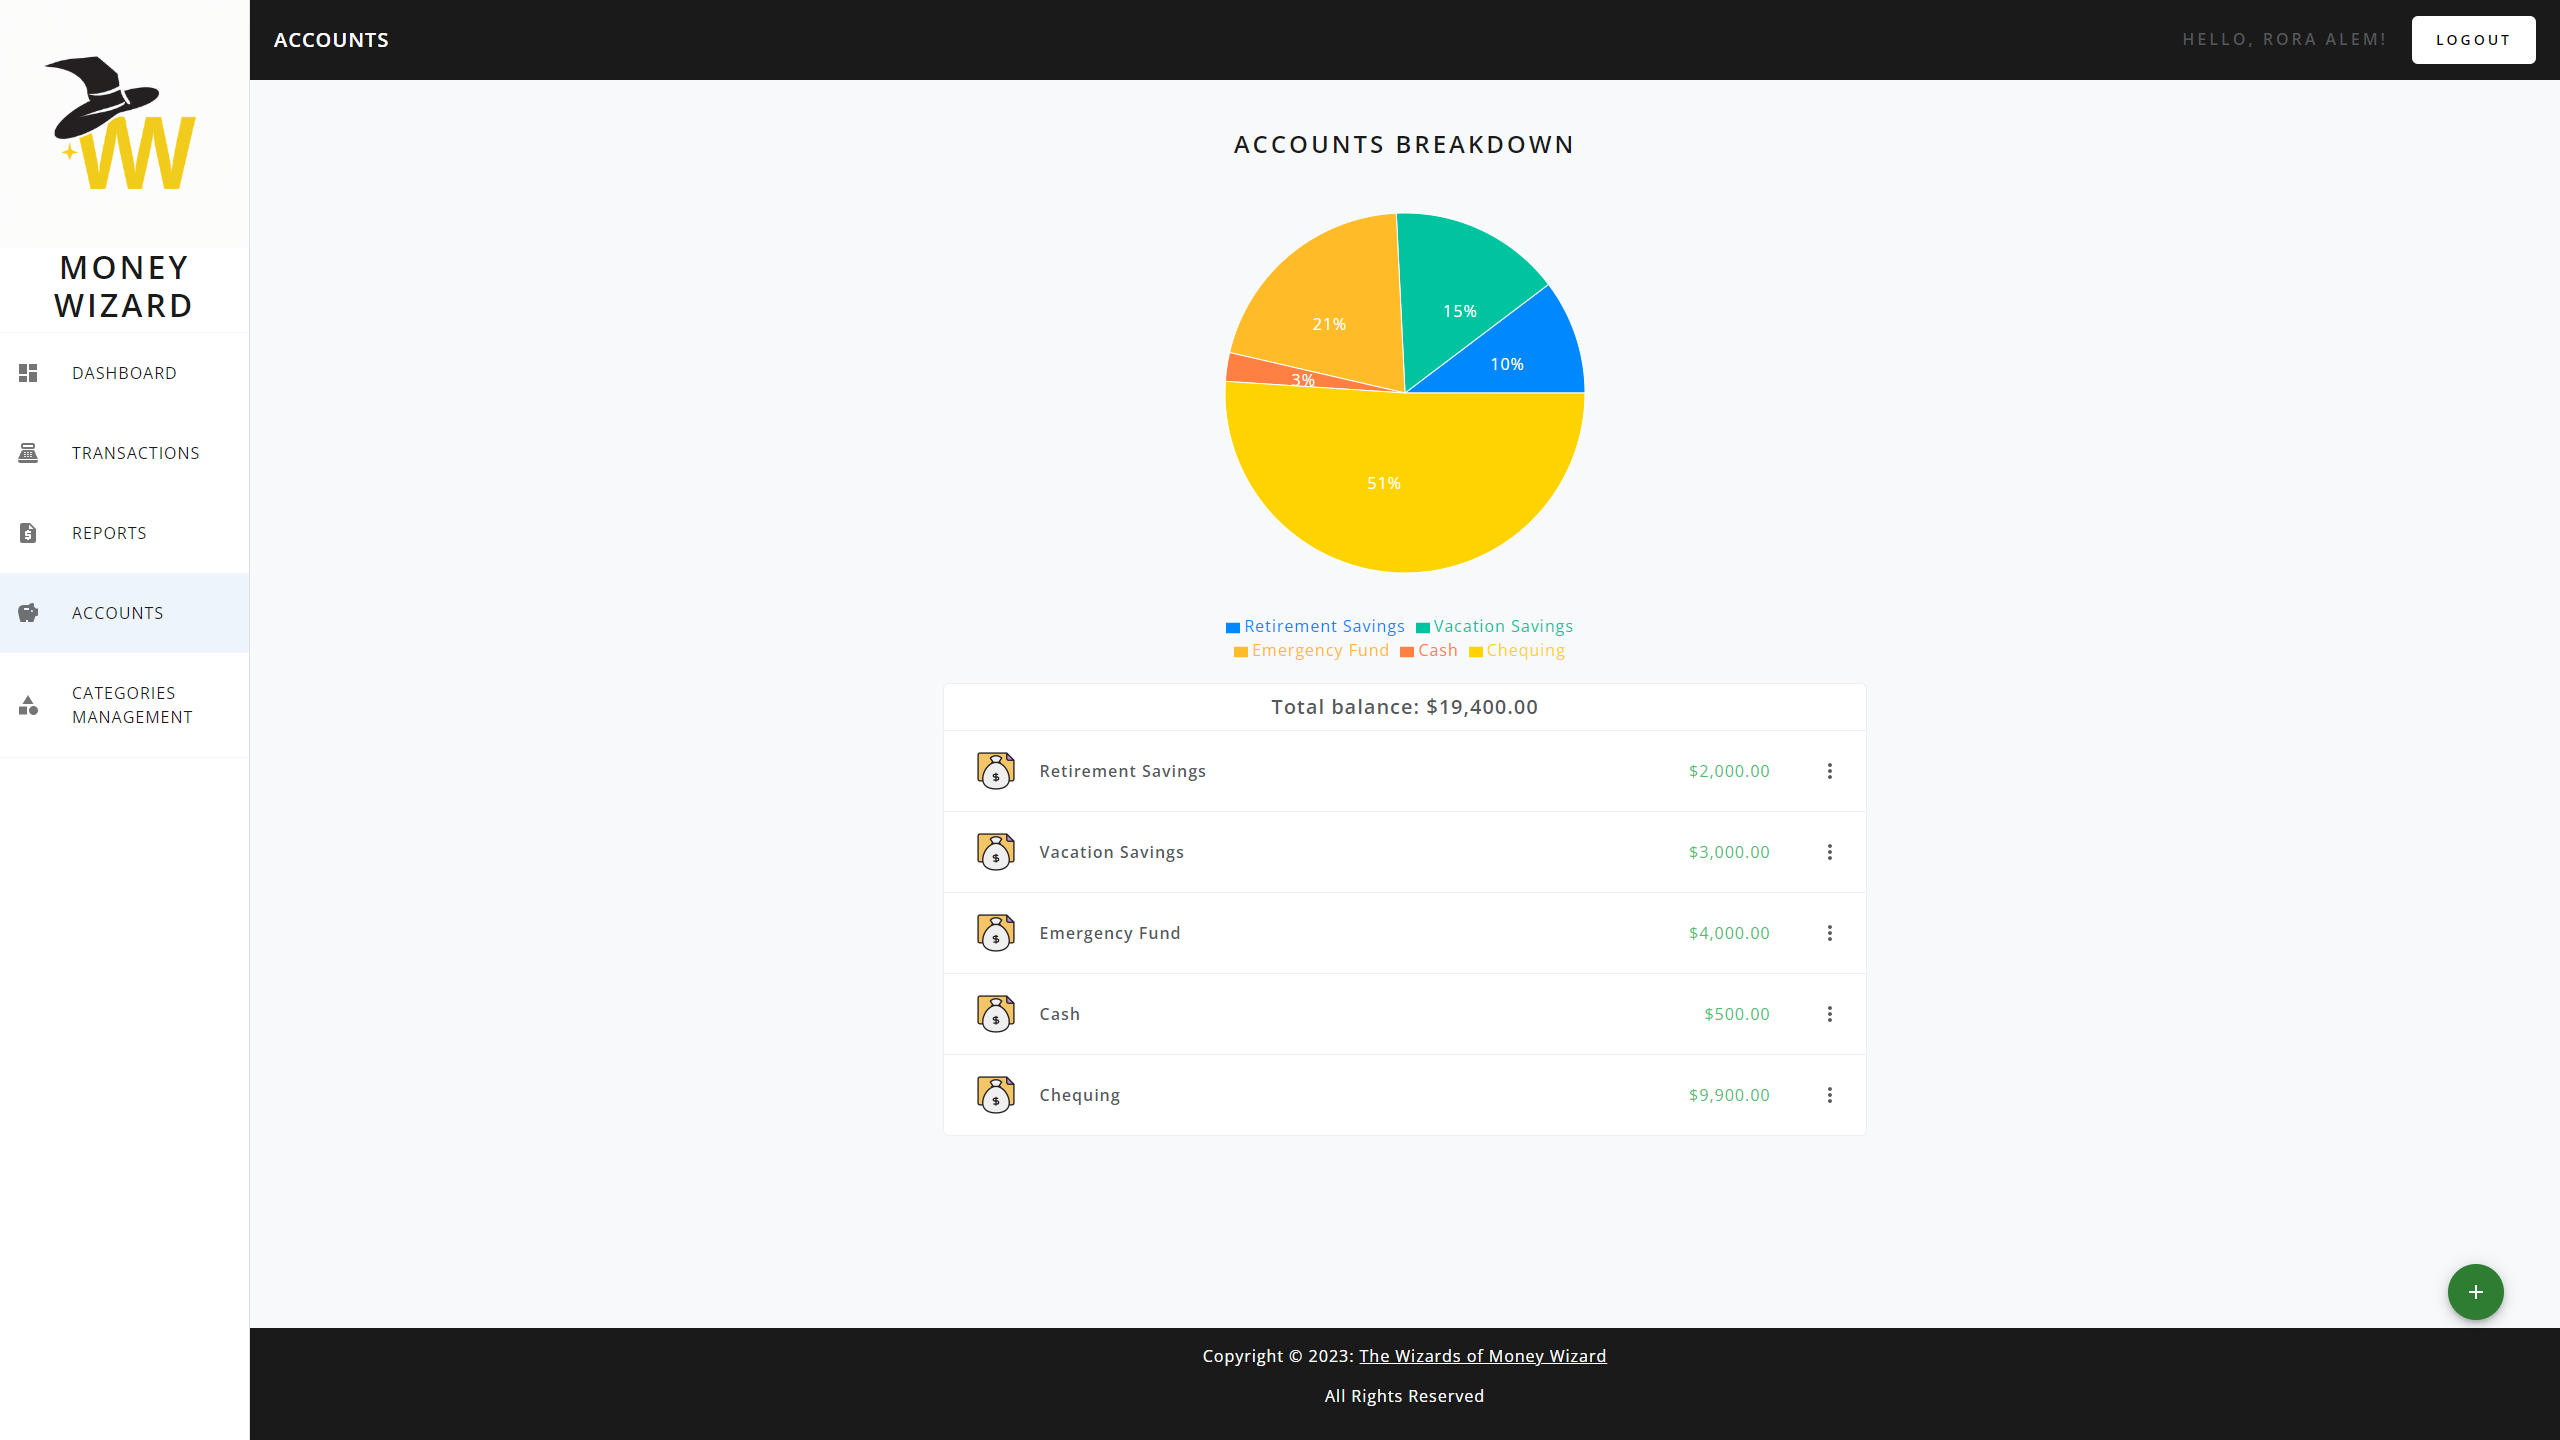 ACCOUNTS
HELLO, RORA ALEM!
LOGOUT
W
MONEY
WIZARD
DASHBOARD
TRANSACTIONS
REPORTS
ACCOUNTS
CATEGORIES
MANAGEMENT
ACCOUNTS BREAKDOWN
21%
15%
10%
3%
51%
Retirement Savings Vacation Savings
Emergency Fund Cash Chequing
Total balance: $19,400.00
Retirement Savings $2,000.00
Vacation Savings $3,000.00
Emergency Fund $4,000.00
Cash $500.00
Chequing $9,900.00
+
Copyright © 2023: The Wizards of Money Wizard
All Rights Reserved